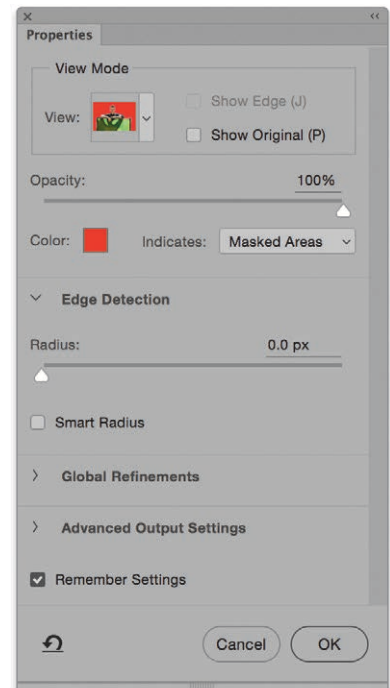 Properties
View Mode
View:
Show Edge (J)
Show Original (P)
Opacity: 100%
Color: Indicates: Masked Areas
Edge Detection
Radius: 0.0 px
Smart Radius
Global Refinements
Advanced Output Settings
Remember Settings
Cancel OK